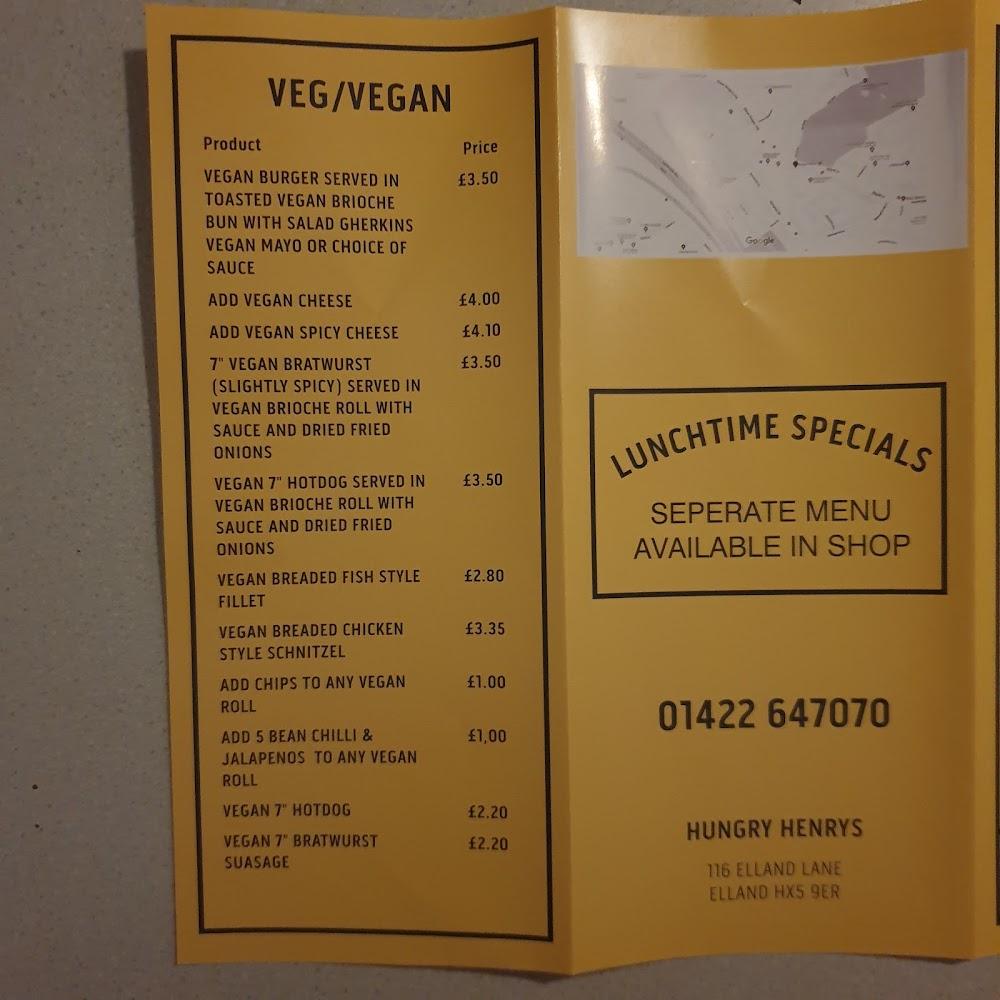 VEG/VEGAN
Product Price
VEGAN BURGER SERVED IN £3.50
TOASTED VEGAN BRIOCHE
BUN WITH SALAD GHERKINS
VEGAN MAYO OR CHOICE OF
SAUCE
ADD VEGAN CHEESE £4.00
ADD VEGAN SPICY CHEESE £4.10
7" VEGAN BRATWURST £3.50
(SLIGHTLY SPICY) SERVED IN
VEGAN BRIOCHE ROLL WITH
SAUCE AND DRIED FRIED
ONIONS
VEGAN 7" HOTDOG SERVED IN £3.50
VEGAN BRIOCHE ROLL WITH
SAUCE AND DRIED FRIED
ONIONS
VEGAN BREADED FISH STYLE £2.80
FILLET
VEGAN BREADED CHICKEN £3.35
STYLE SCHNITZEL
ADD CHIPS TO ANY VEGAN £1.00
ROLL
ADD 5 BEAN CHILLI & £1,00
JALAPENOS TO ANY VEGAN
ROLL
VEGAN 7" HOTDOG £2.20
VEGAN 7" BRATWURST £2.20
SUASAGE
Google
LUNCHTIME SPECIALS
SEPERATE MENU
AVAILABLE IN SHOP
01422 647070
HUNGRY HENRYS
116 ELLAND LANE
ELLAND HX5 9ER